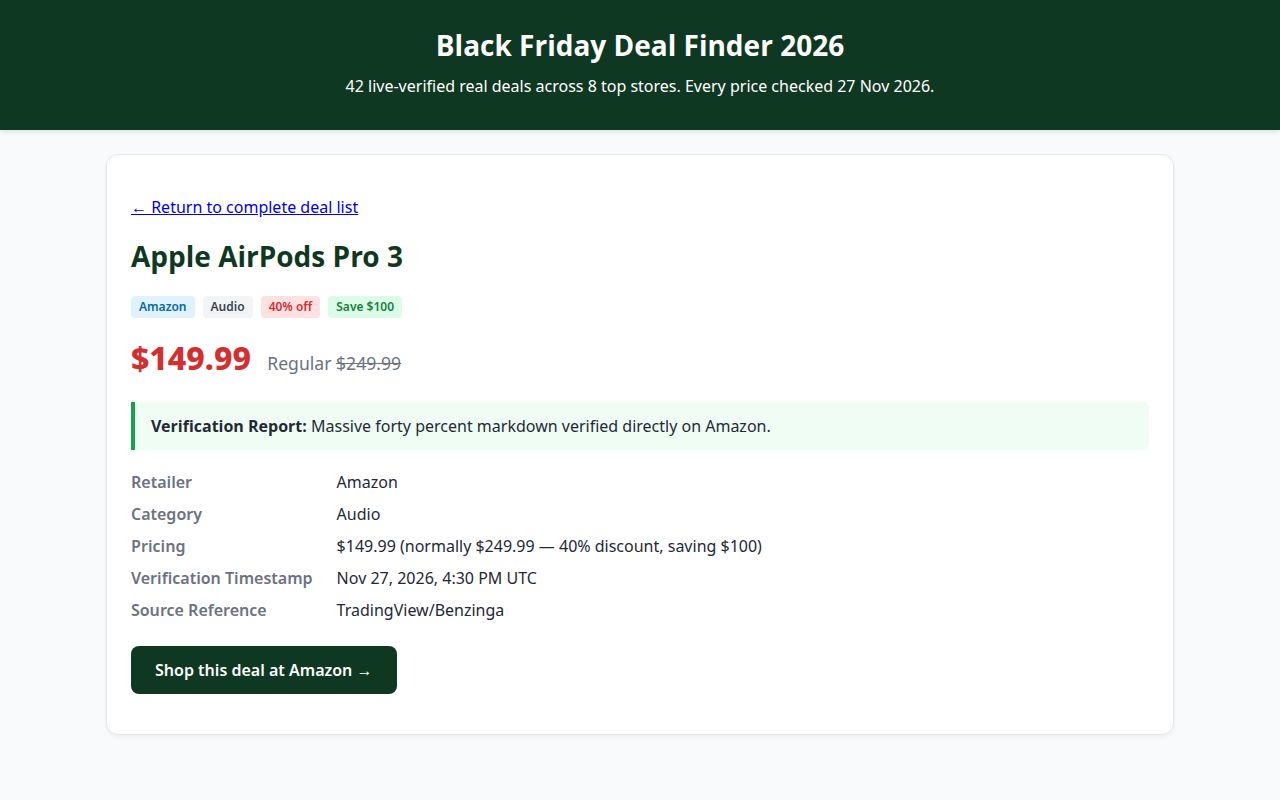 Black Friday Deal Finder 2026
42 live-verified real deals across 8 top stores. Every price checked 27 Nov 2026.
← Return to complete deal list
Apple AirPods Pro 3
Amazon Audio 40% off Save $100
$149.99 Regular $249.99
Verification Report: Massive forty percent markdown verified directly on Amazon.
Retailer Amazon
Category Audio
Pricing $149.99 (normally $249.99 — 40% discount, saving $100)
Verification Timestamp Nov 27, 2026, 4:30 PM UTC
Source Reference TradingView/Benzinga
Shop this deal at Amazon →